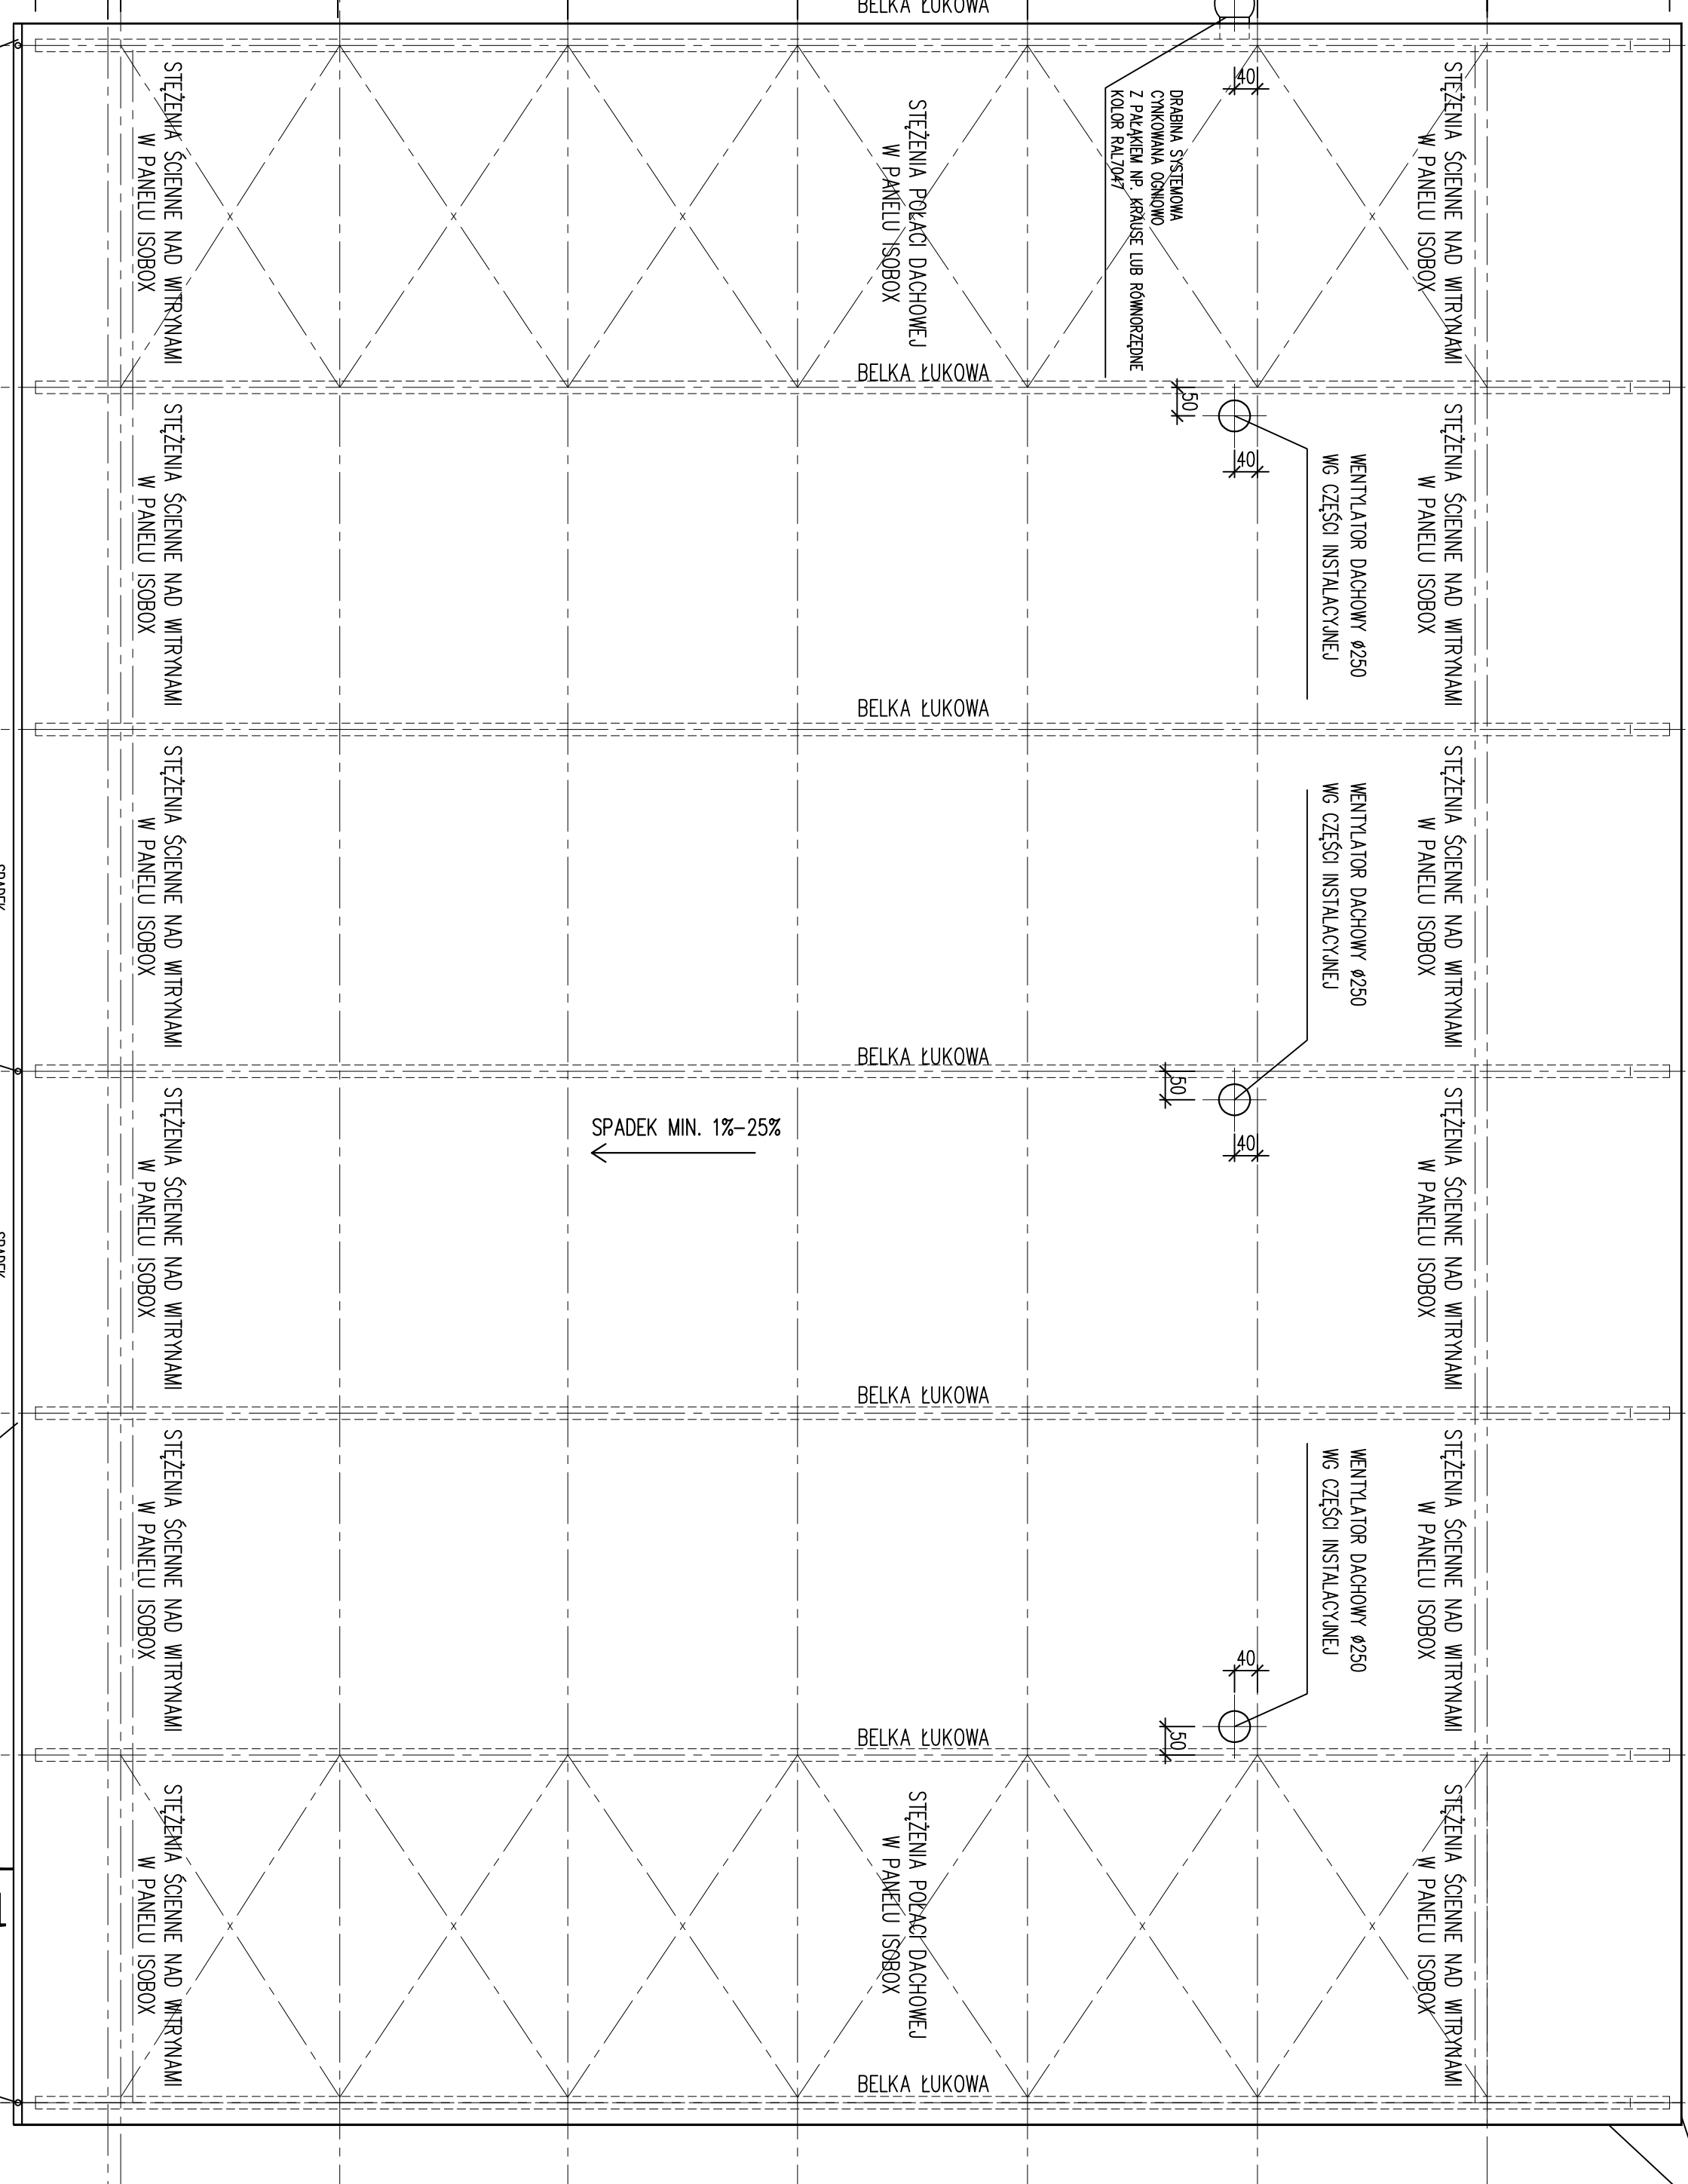 BELKA ŁUKOWA
STĘŻENIA ŚCIENNE NAD WITRYNAMI
W PANELU ISOBOX
STĘŻENIA POŁACI DACHOWEJ
W PANELU ISOBOX
DRABINA SYSTEMOWA
CYNKOWANA OGNIOWO
Z PAŁĄKIEM NP. KRAUSE LUB RÓWNORZĘDNE
KOLOR RAL7047
40
STĘŻENIA ŚCIENNE NAD WITRYNAMI
W PANELU ISOBOX
BELKA ŁUKOWA
STĘŻENIA ŚCIENNE NAD WITRYNAMI
W PANELU ISOBOX
50
40
WENTYLATOR DACHOWY Ø250
WG CZĘŚCI INSTALACYJNEJ
STĘŻENIA ŚCIENNE NAD WITRYNAMI
W PANELU ISOBOX
BELKA ŁUKOWA
STĘŻENIA ŚCIENNE NAD WITRYNAMI
W PANELU ISOBOX
WENTYLATOR DACHOWY Ø250
WG CZĘŚCI INSTALACYJNEJ
STĘŻENIA ŚCIENNE NAD WITRYNAMI
W PANELU ISOBOX
SPADEK
BELKA ŁUKOWA
50
40
SPADEK MIN. 1%-25%
STĘŻENIA ŚCIENNE NAD WITRYNAMI
W PANELU ISOBOX
STĘŻENIA ŚCIENNE NAD WITRYNAMI
W PANELU ISOBOX
SPADEK
BELKA ŁUKOWA
STĘŻENIA ŚCIENNE NAD WITRYNAMI
W PANELU ISOBOX
WENTYLATOR DACHOWY Ø250
WG CZĘŚCI INSTALACYJNEJ
STĘŻENIA ŚCIENNE NAD WITRYNAMI
W PANELU ISOBOX
40
50
BELKA ŁUKOWA
STĘŻENIA ŚCIENNE NAD WITRYNAMI
W PANELU ISOBOX
STĘŻENIA POŁACI DACHOWEJ
W PANELU ISOBOX
STĘŻENIA ŚCIENNE NAD WITRYNAMI
W PANELU ISOBOX
BELKA ŁUKOWA